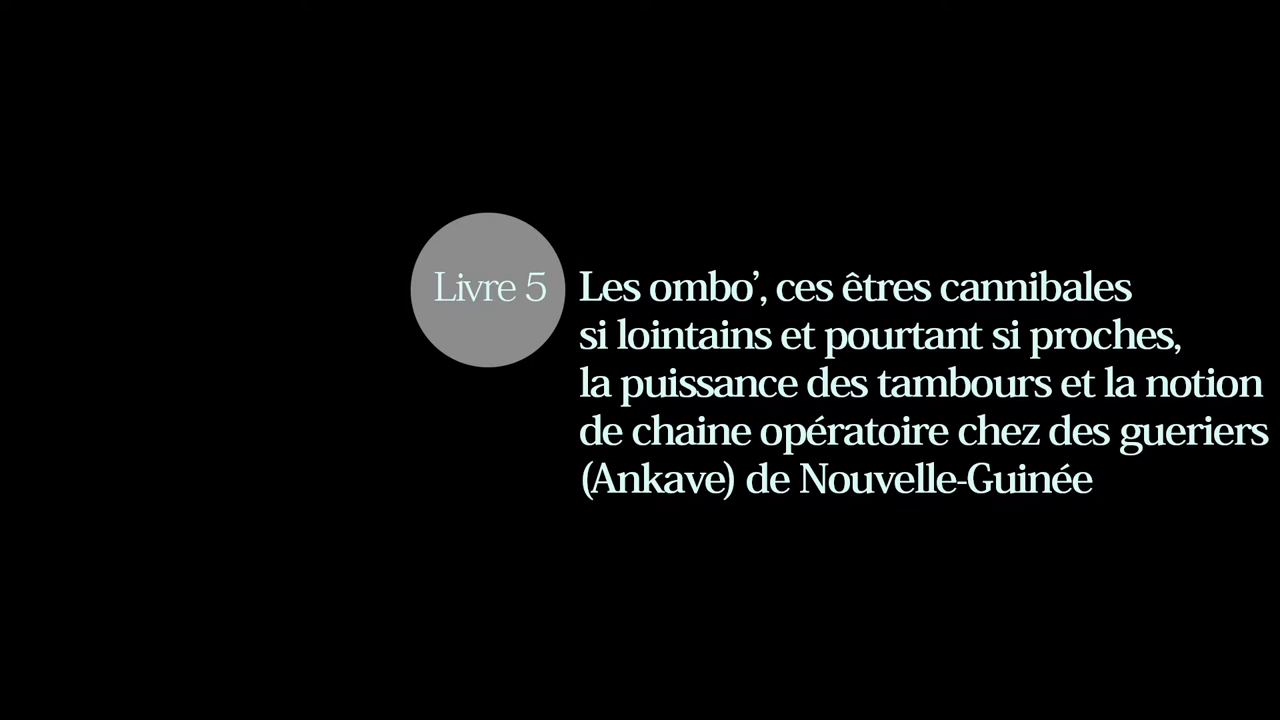 Livre 5 Les ombo’, ces êtres cannibales
si lointains et pourtant si proches,
la puissance des tambours et la notion
de chaine opératoire chez des gueriers
(Ankave) de Nouvelle-Guinée